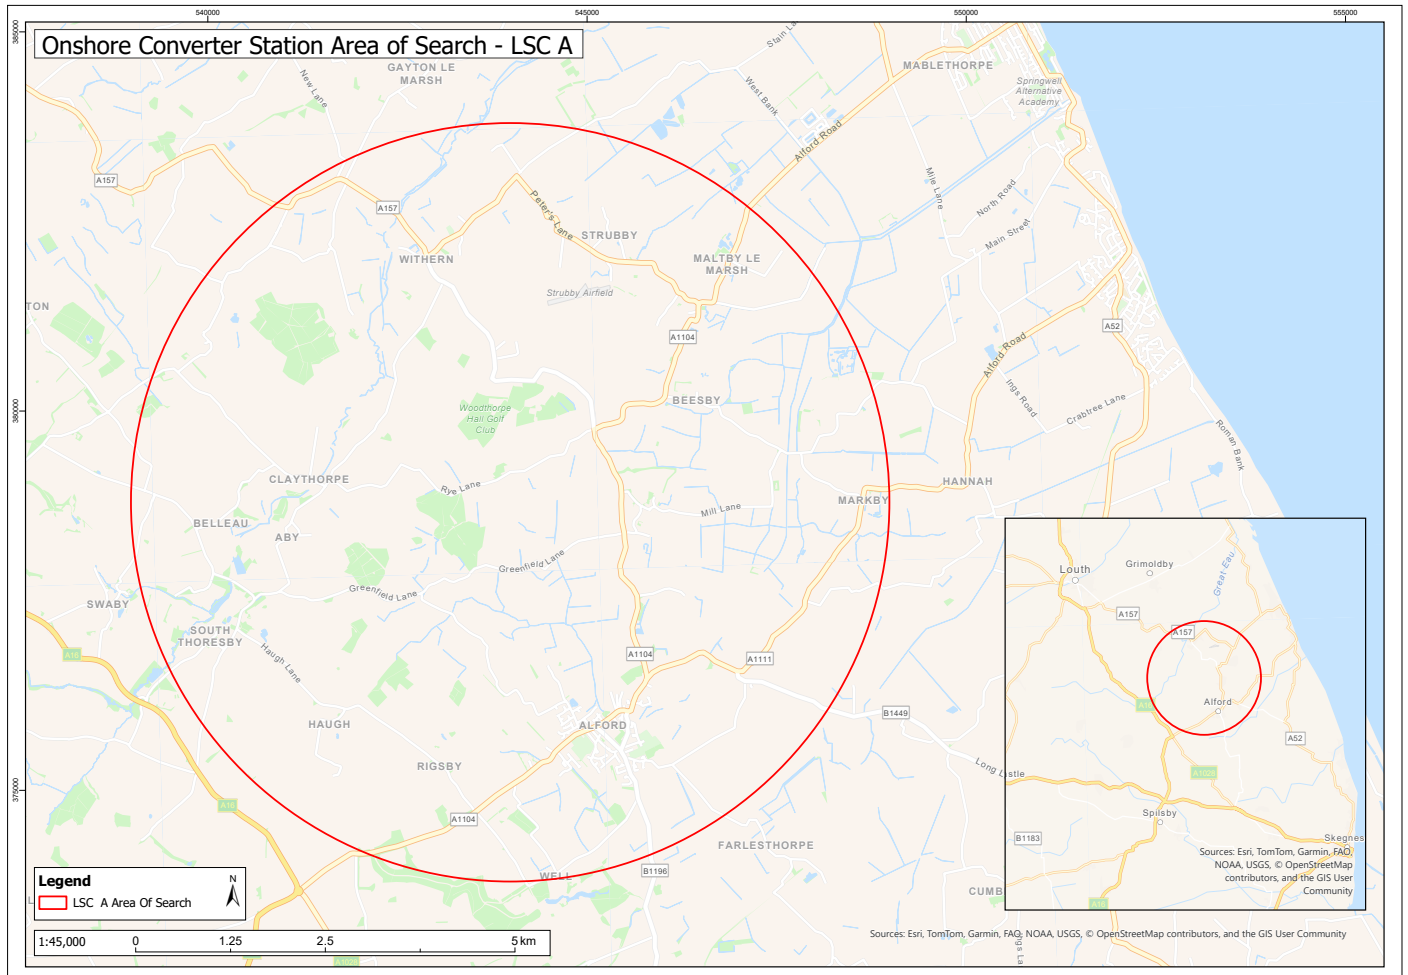 540000
545000
550000
555000
385000
380000
375000
Onshore Converter Station Area of Search - LSC A
GAYTON LE
MARSH
New Lane
West Bank
MABLETHORPE
Springwell
Alternative
Academy
Alford Road
A157
A157
Peter's Lane
Mile Lane
North Road
Main Street
STRUBBY
WITHERN
MALTBY LE
MARSH
Strubby Airfield
TON
A1104
A52
Alford Road
Ings Road
Crabtree Lane
Roman Bank
BEESBY
Woodthorpe
Hall Golf
Club
CLAYTHORPE
Rye Lane
HANNAH
MARKBY
Mill Lane
BELLEAU
ABY
Greenfield Lane
Greenfield Lane
SWABY
SOUTH
THORESBY
Haugh Lane
A16
A1104
A1111
B1449
HAUGH
ALFORD
RIGSBY
A16
A1104
FARLESTHORPE
WELL
B1196
CUMB
Louth
Grimoldby
Great Eau
A157
A157
Alford
A52
A1028
Spilsby
B1183
Skegnes
A16
Sources: Esri, TomTom, Garmin, FAO,
NOAA, USGS, © OpenStreetMap
contributors, and the GIS User
Community
Legend
N
LSC A Area Of Search
1:45,000
0
1.25
2.5
5 km
A1028
Sources: Esri, TomTom, Garmin, FAO, NOAA, USGS, © OpenStreetMap contributors, and the GIS User Community